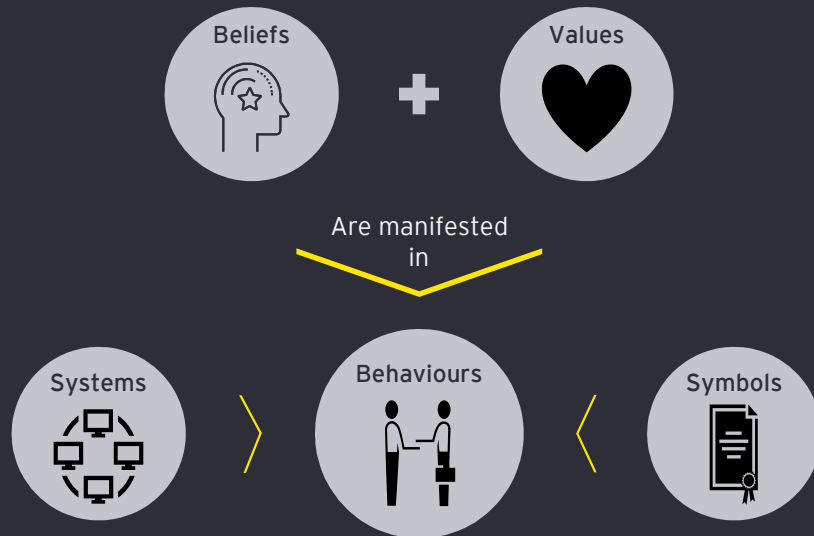 Beliefs
Values
Are manifested
in
Systems
Behaviours
Symbols